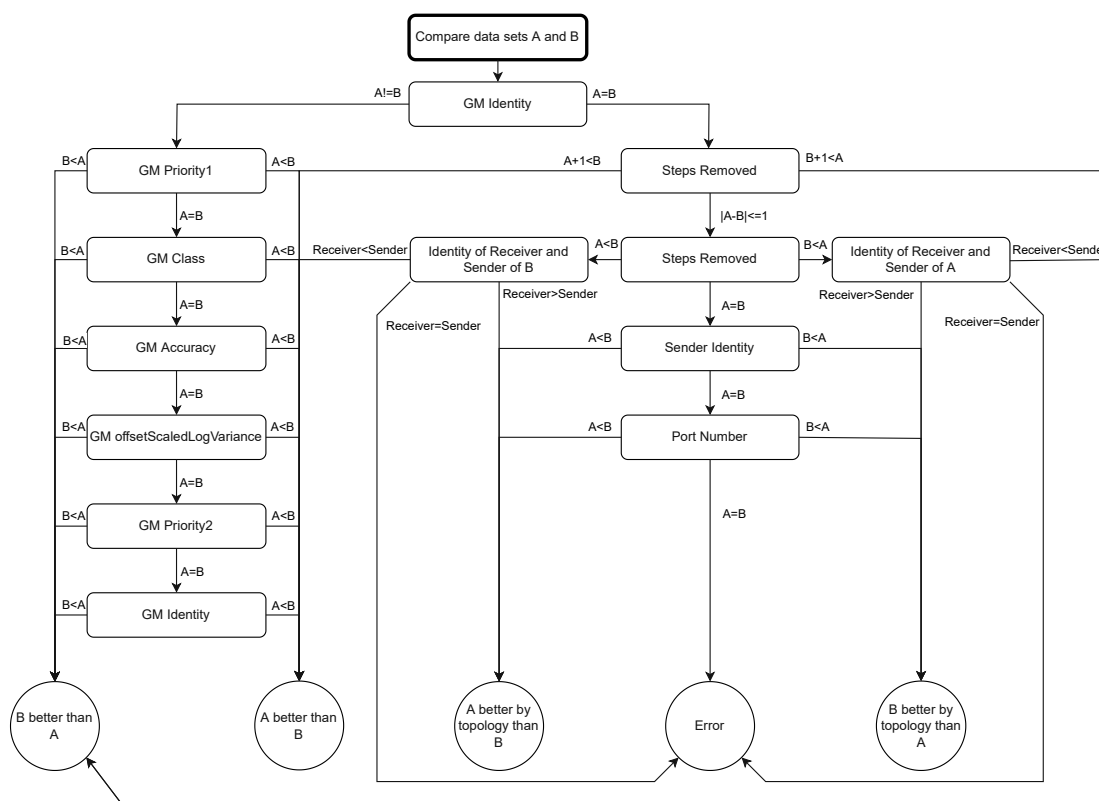 Compare data sets A and B
A!=B
GM Identity
A=B
B<A
GM Priority1
A<B
A+1<B
Steps Removed
B+1<A
A=B
|A-B|<=1
B<A
GM Class
A<B
Receiver<Sender
Identity of Receiver and
Sender of B
A<B
Steps Removed
B<A
Identity of Receiver and
Sender of A
Receiver<Sende
A=B
Receiver>Sender
A=B
Receiver>Sender
Receiver=Sender
Receiver=Sender
B<A
GM Accuracy
A<B
A<B
Sender Identity
B<A
A=B
A=B
B<A
GM offsetScaledLogVariance
A<B
A<B
Port Number
B<A
A=B
A=B
B<A
GM Priority2
A<B
A=B
B<A
GM Identity
A<B
B better than
A
A better than
B
A better by
topology than
B
Error
B better by
topology than
A